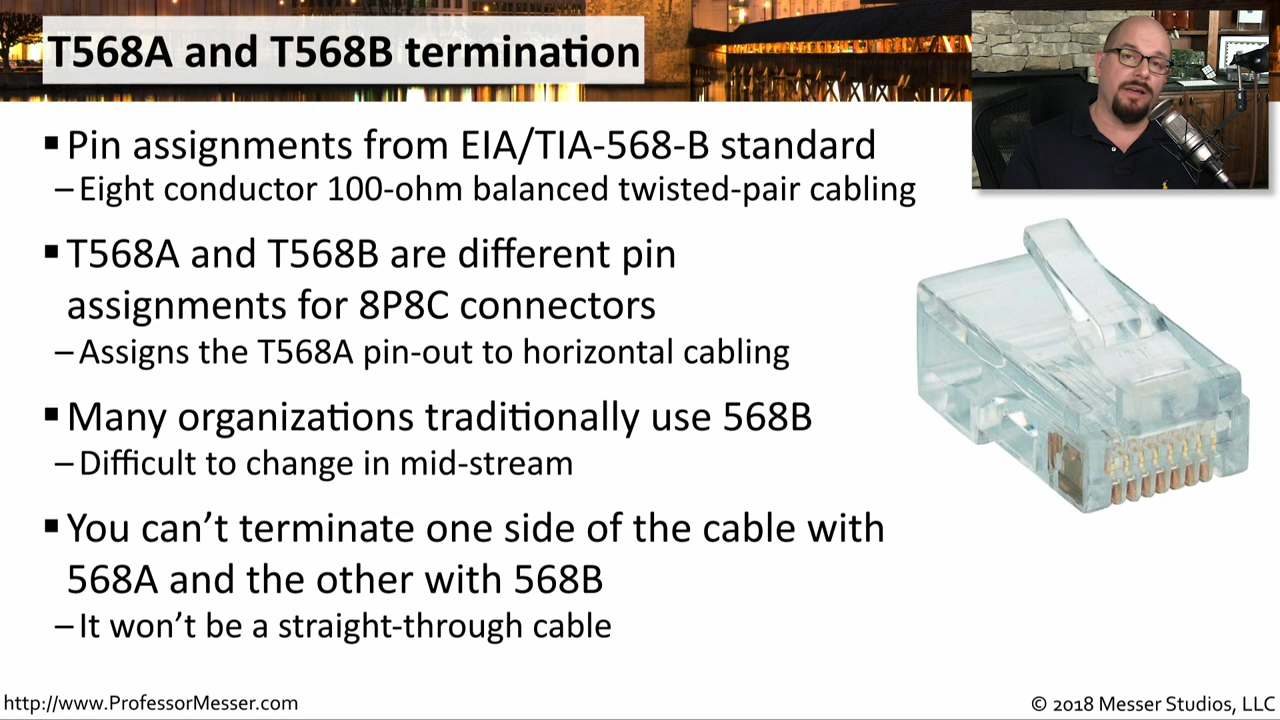 T568A and T568B termination
▪ Pin assignments from EIA/TIA-568-B standard
– Eight conductor 100-ohm balanced twisted-pair cabling
▪ T568A and T568B are different pin
assignments for 8P8C connectors
– Assigns the T568A pin-out to horizontal cabling
▪ Many organizations traditionally use 568B
– Difficult to change in mid-stream
▪ You can’t terminate one side of the cable with
568A and the other with 568B
– It won’t be a straight-through cable
http://www.ProfessorMesser.com
© 2018 Messer Studios, LLC